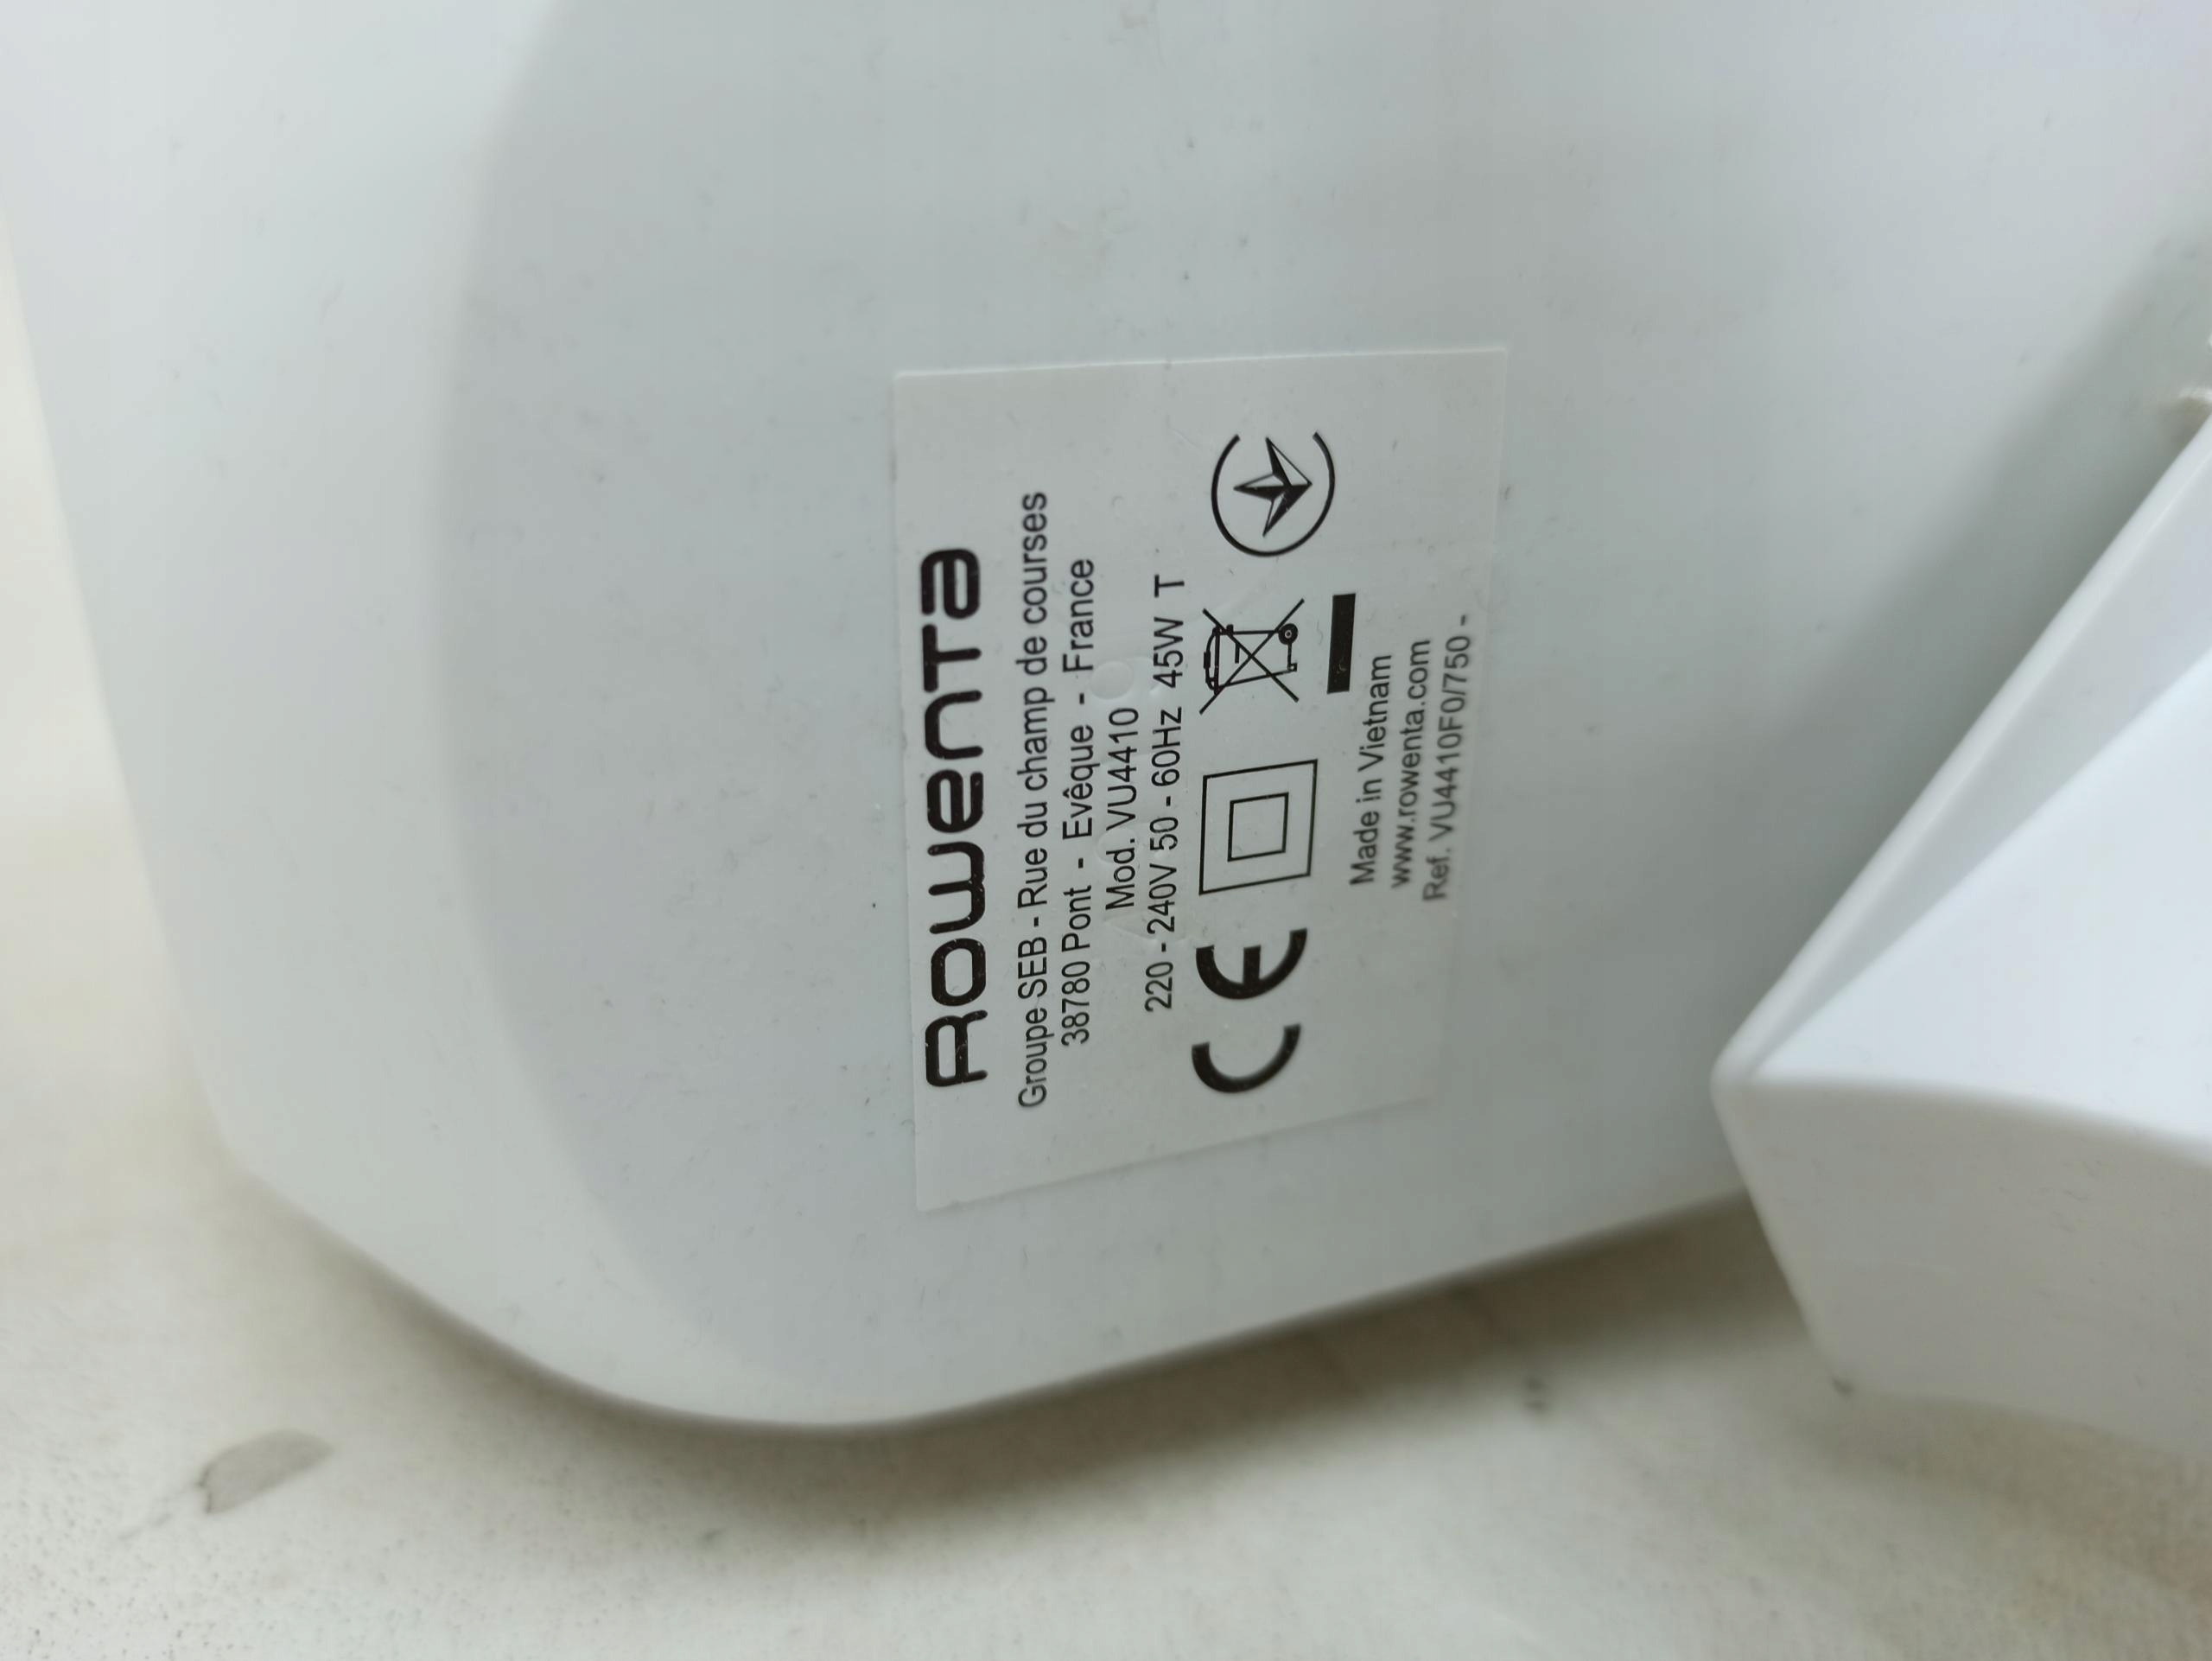 Rowenta
Groupe SEB - Rue du champ de courses
38780 Pont - Evêque - France
Mod. VU4410
220 - 240V 50 - 60Hz 45W T
CE
Made in Vietnam
www.rowenta.com
Ref. VU4410F0/750 -